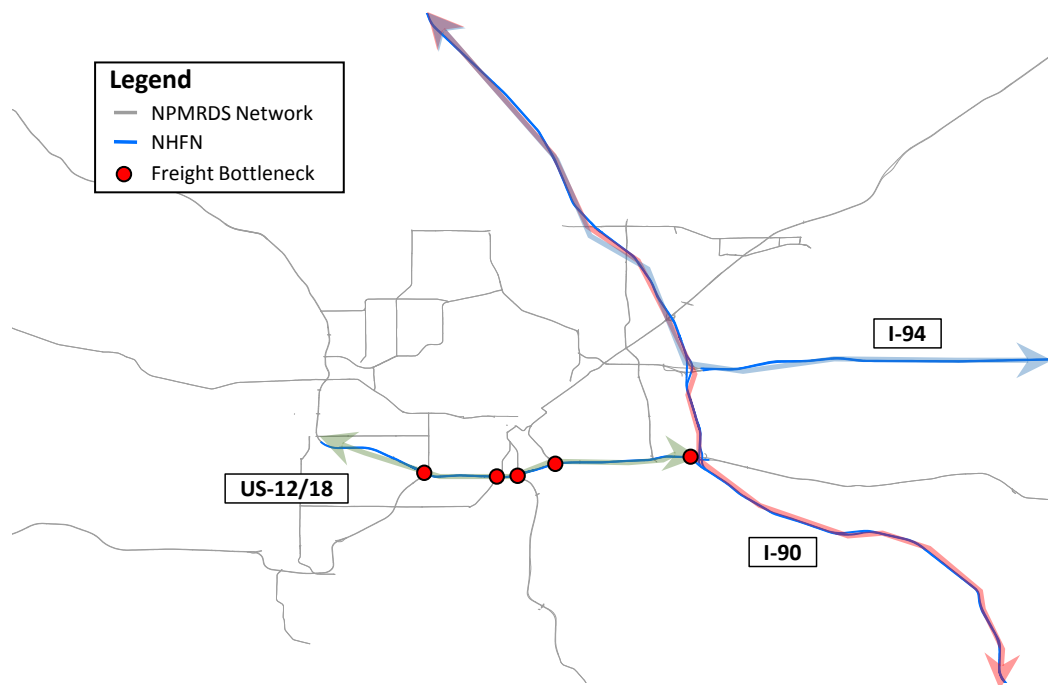 Legend
NPMRDS Network
NHFN
Freight Bottleneck
I-94
US-12/18
I-90